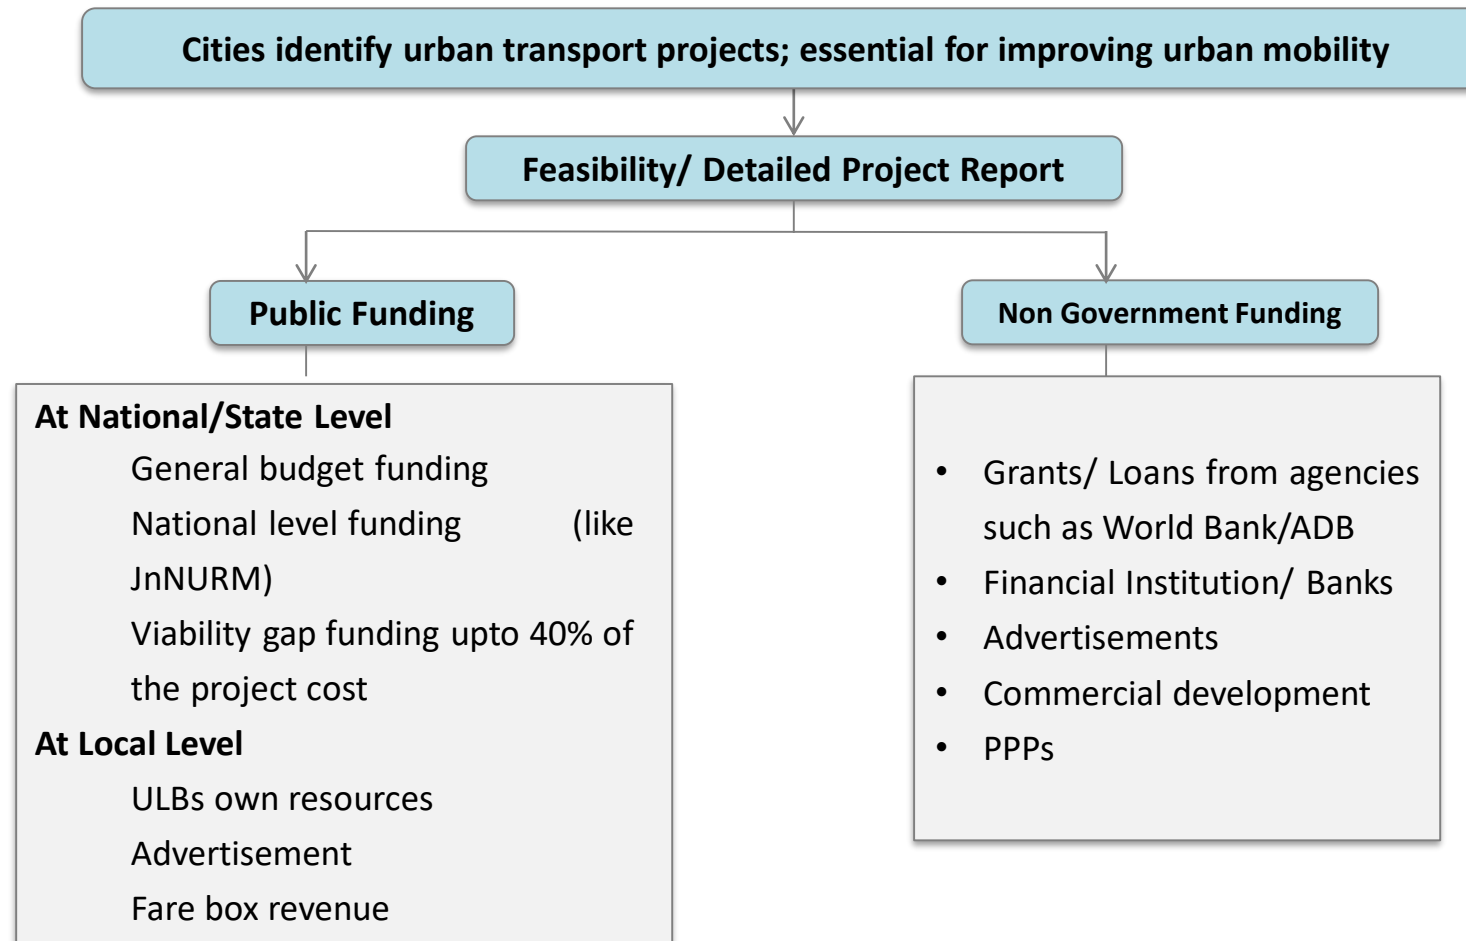 Cities identify urban transport projects; essential for improving urban mobility
Feasibility/ Detailed Project Report
Public Funding
At National/State Level
General budget funding
National level funding (like
JnNURM)
Viability gap funding upto 40% of
the project cost
At Local Level
ULBs own resources
Advertisement
Fare box revenue
Non Government Funding
• Grants/ Loans from agencies
such as World Bank/ADB
• Financial Institution/ Banks
• Advertisements
• Commercial development
• PPPs